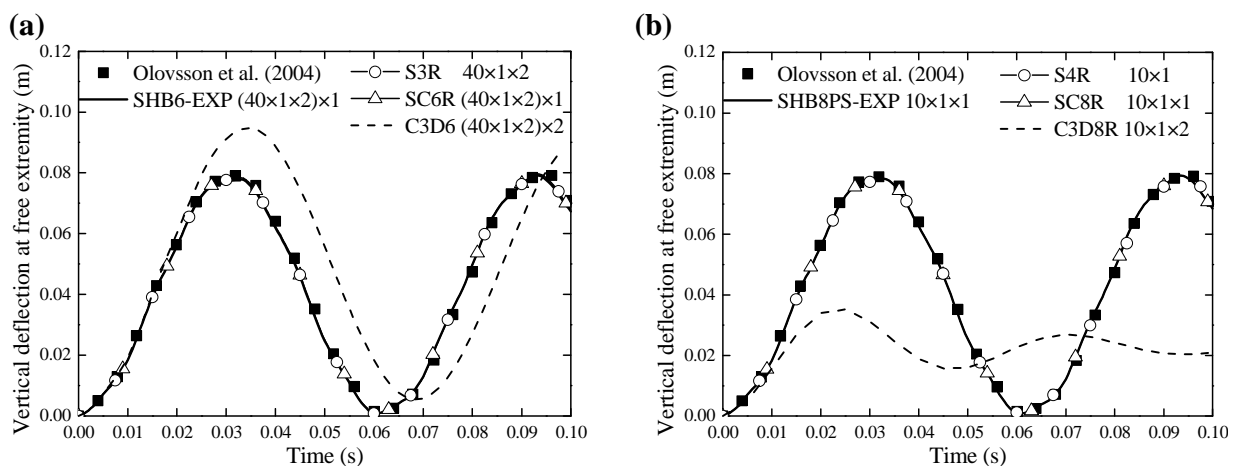 (a)
0.12
0.10
0.08
0.06
0.04
0.02
0.00
Vertical deflection at free extremity (m)
Olovsson et al. (2004)
SHB6-EXP (40×1×2)×1
S3R 40×1×2
SC6R (40×1×2)×1
C3D6 (40×1×2)×2
0.00 0.01 0.02 0.03 0.04 0.05 0.06 0.07 0.08 0.09 0.10
Time (s)
(b)
0.12
0.10
0.08
0.06
0.04
0.02
0.00
Vertical deflection at free extremity (m)
Olovsson et al. (2004)
SHB8PS-EXP 10×1×1
S4R 10×1
SC8R 10×1×1
C3D8R 10×1×2
0.00 0.01 0.02 0.03 0.04 0.05 0.06 0.07 0.08 0.09 0.10
Time (s)